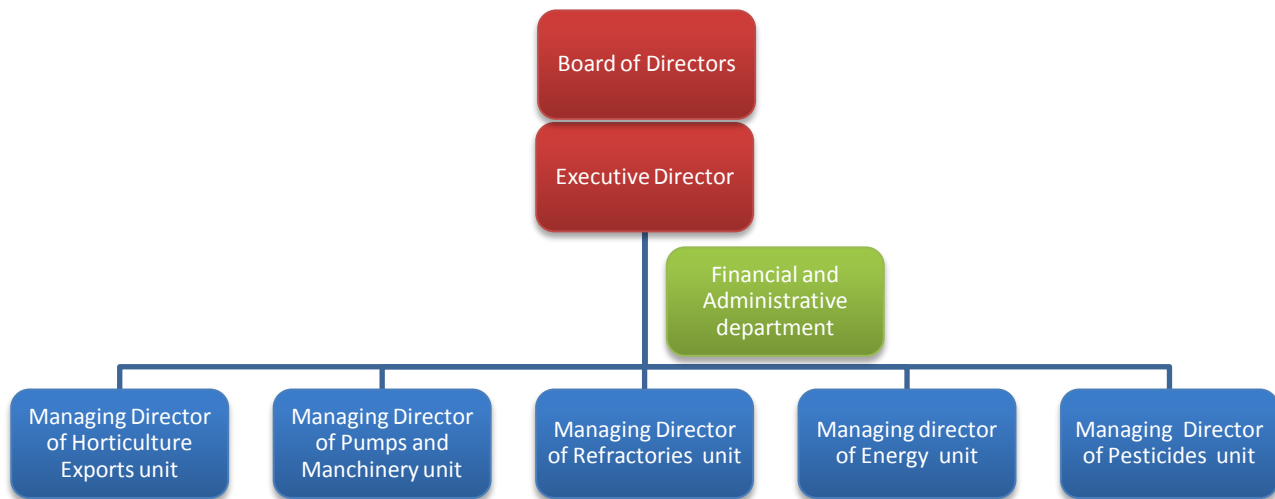 Board of Directors
Executive Director
Financial and
Administrative
department
Managing Director
of Horticulture
Exports unit
Managing Director
of Pumps and
Manchinery unit
Managing Director
of Refractories unit
Managing director
of Energy unit
Managing Director
of Pesticides unit